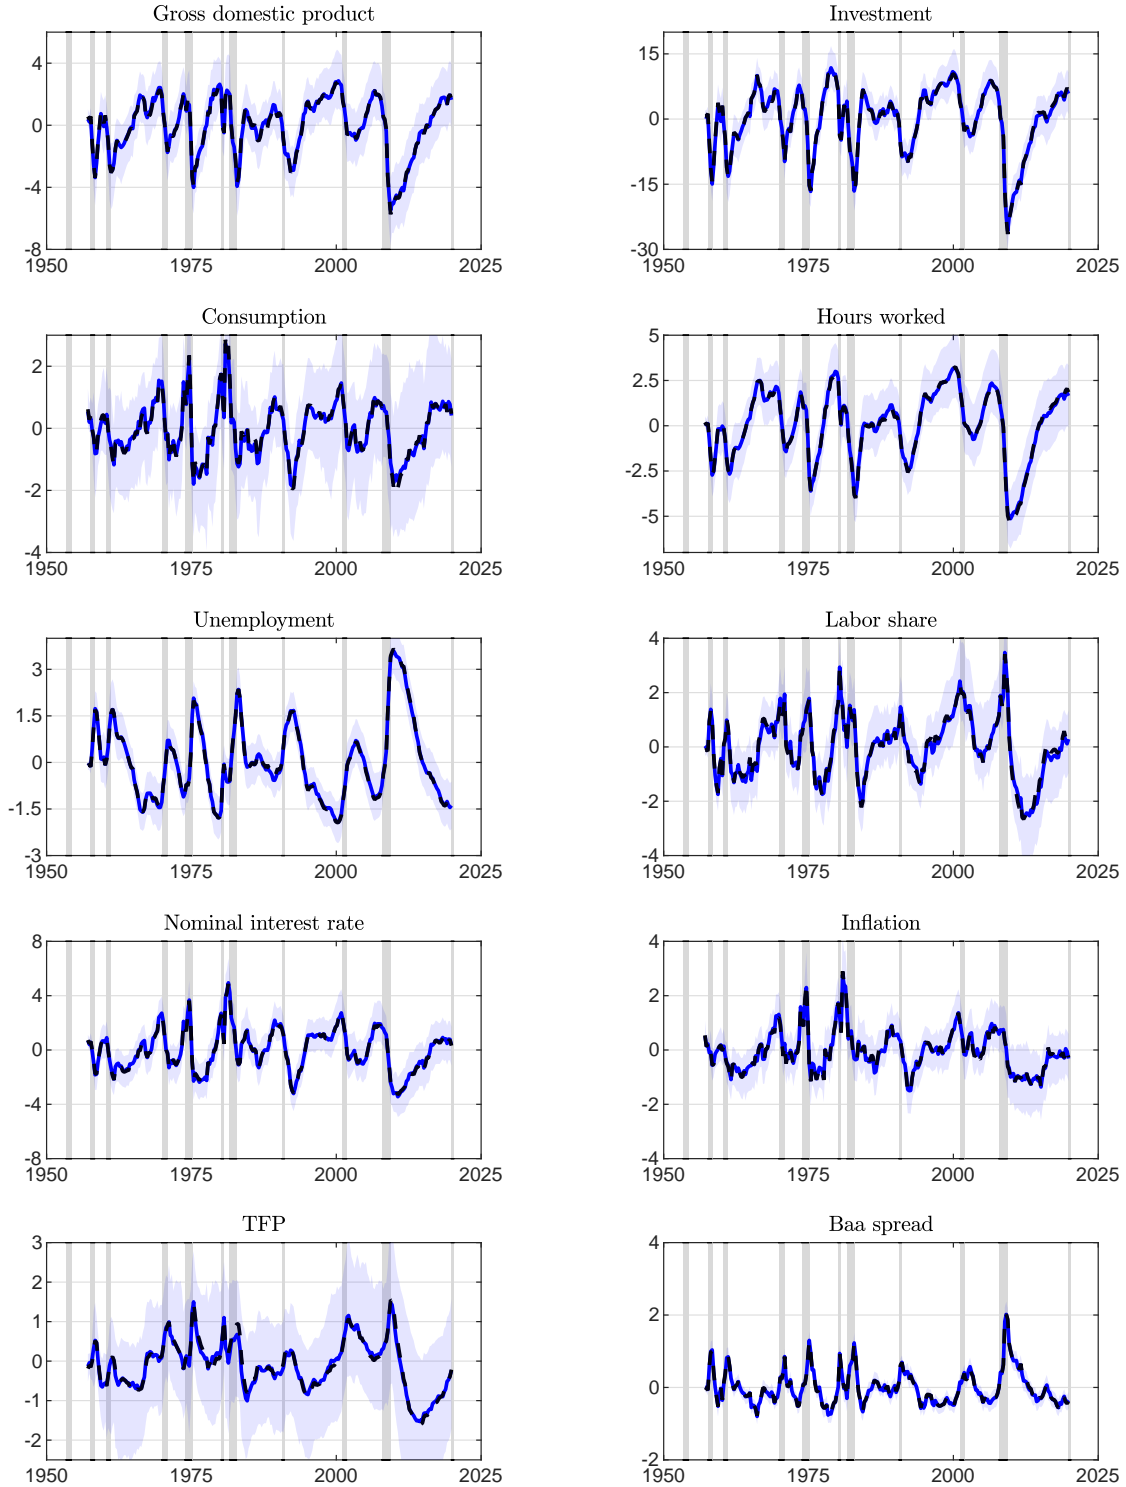 Gross domestic product
4
0
-4
-8
1950 1975 2000 2025
Investment
15
0
-15
-30
1950 1975 2000 2025
Consumption
2
0
-2
-4
1950 1975 2000 2025
Hours worked
5
2.5
0
-2.5
-5
1950 1975 2000 2025
Unemployment
3
1.5
0
-1.5
-3
1950 1975 2000 2025
Labor share
4
2
0
-2
-4
1950 1975 2000 2025
Nominal interest rate
8
4
0
-4
-8
1950 1975 2000 2025
Inflation
4
2
0
-2
-4
1950 1975 2000 2025
TFP
3
2
1
0
-1
-2
1950 1975 2000 2025
Baa spread
4
2
0
-2
1950 1975 2000 2025